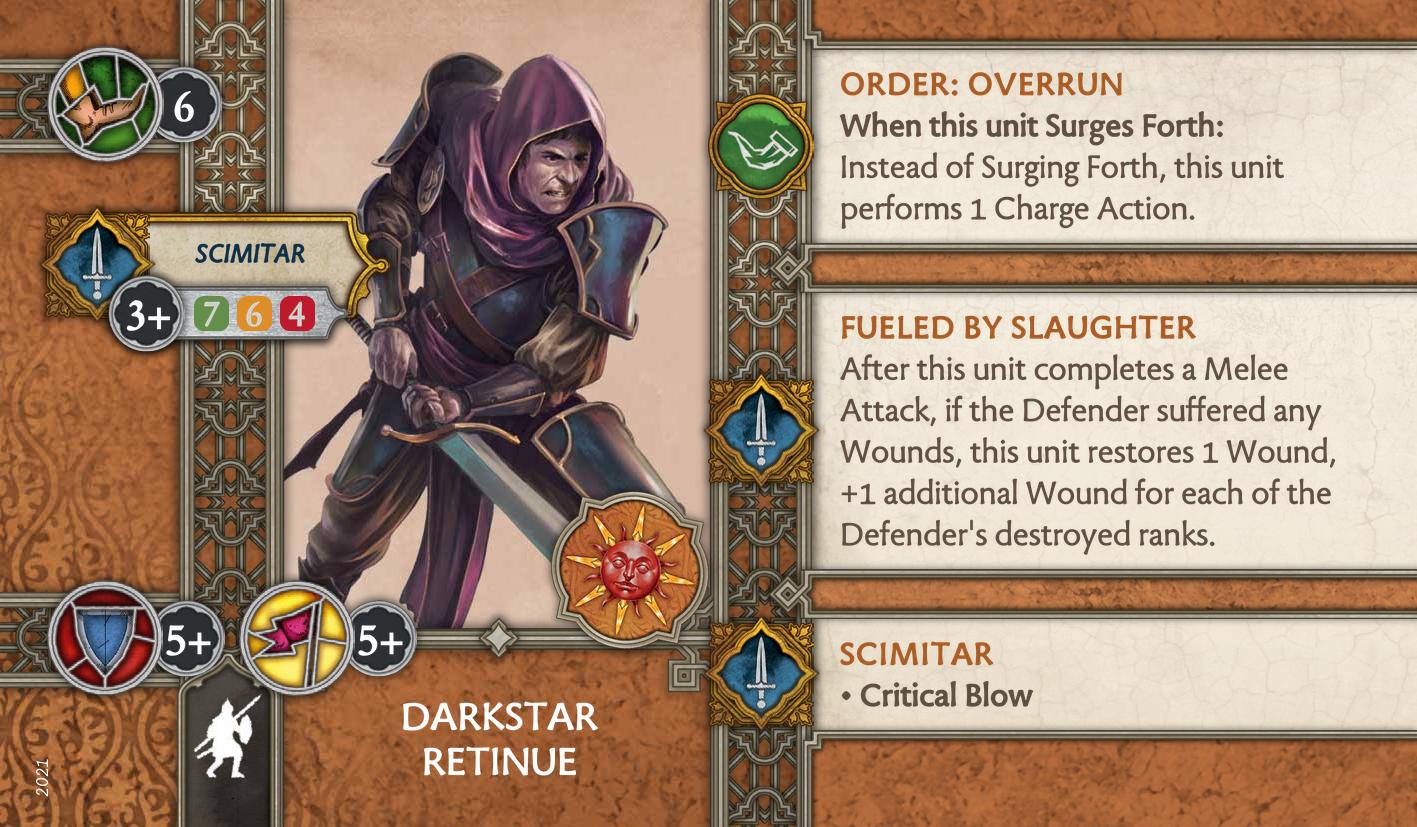 6
SCIMITAR
3+ 7 6 4
5+ 5+
DARKSTAR
RETINUE
2021
ORDER: OVERRUN
When this unit Surges Forth:
Instead of Surging Forth, this unit
performs 1 Charge Action.
FUELED BY SLAUGHTER
After this unit completes a Melee
Attack, if the Defender suffered any
Wounds, this unit restores 1 Wound,
+1 additional Wound for each of the
Defender's destroyed ranks.
SCIMITAR
• Critical Blow